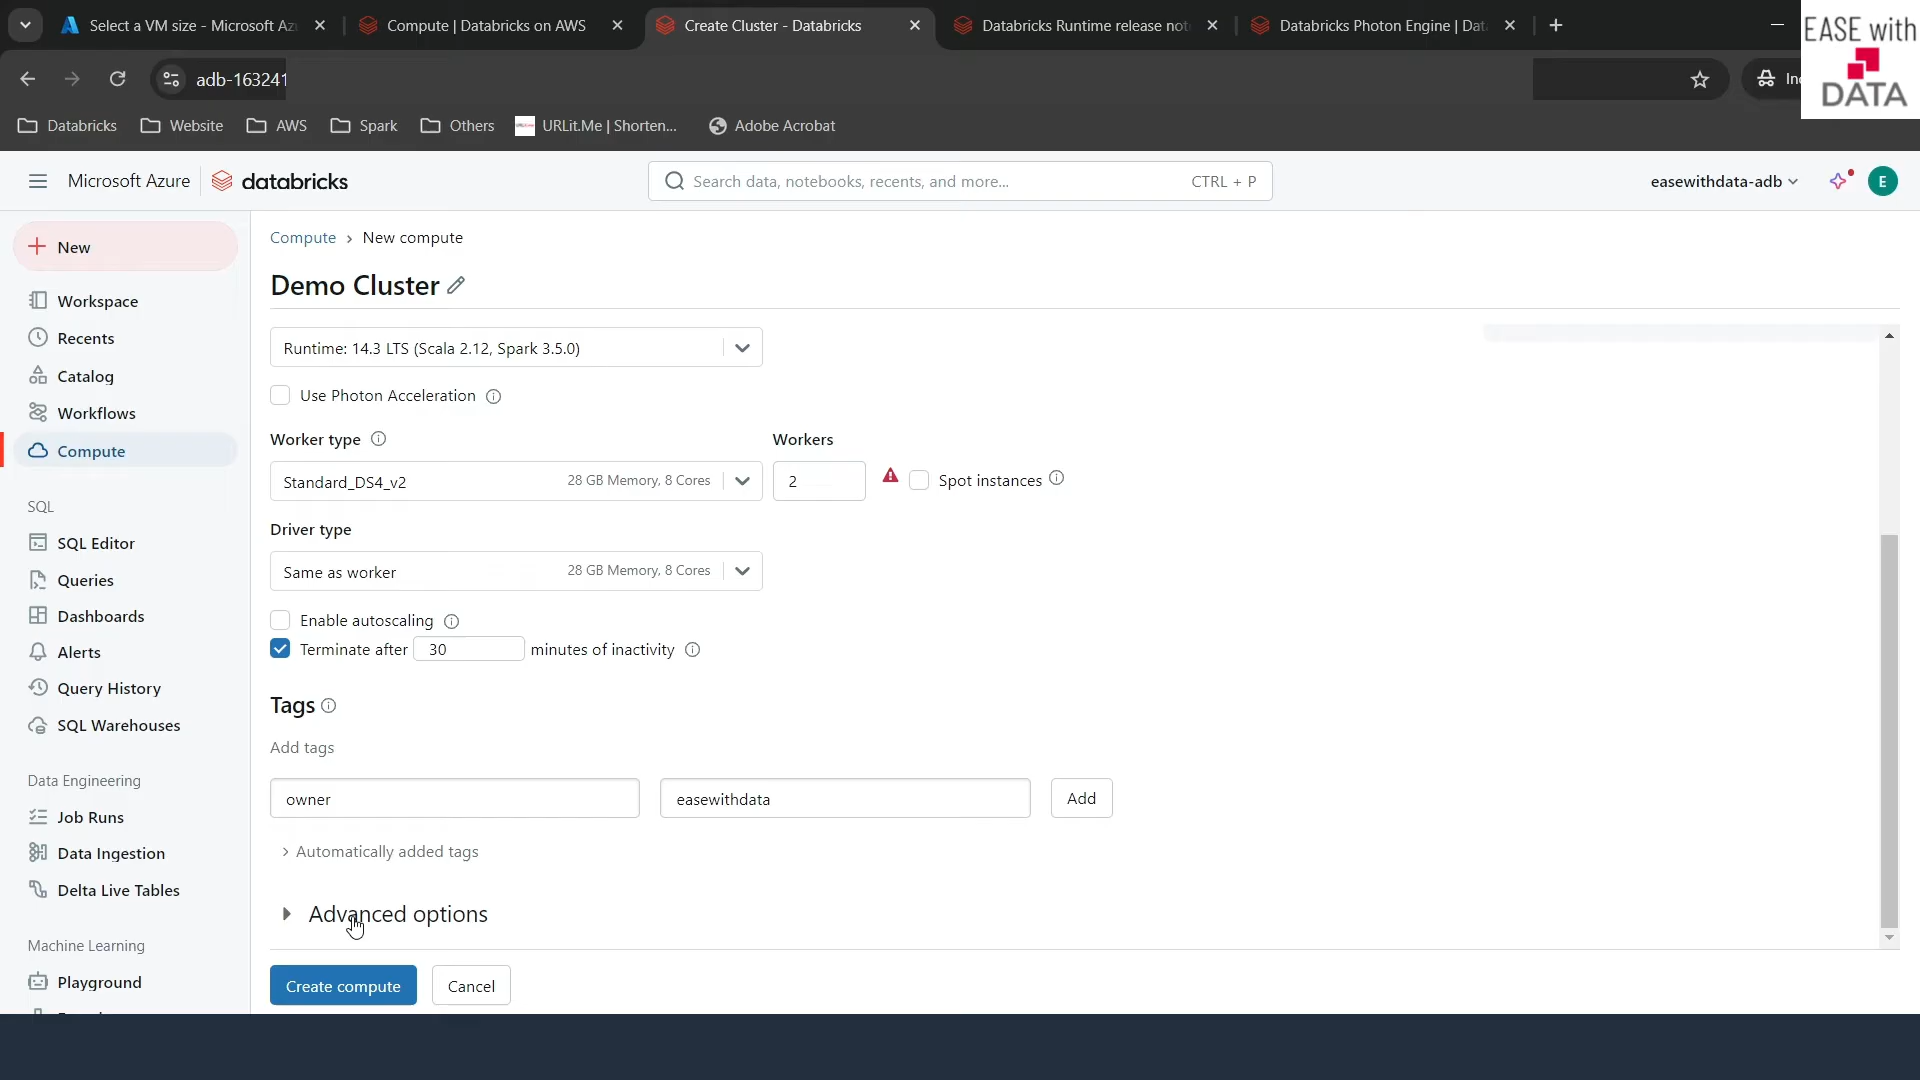 Select a VM size - Microsoft Az
Compute | Databricks on AWS
Create Cluster - Databricks
Databricks Runtime release not
Databricks Photon Engine | Dat
EASE with
DATA
adb-163241
Inc
Databricks
Website
AWS
Spark
Others
URLit.Me | Shorten...
Adobe Acrobat
Microsoft Azure
databricks
Search data, notebooks, recents, and more...
CTRL + P
easewithdata-adb
E
New
Workspace
Recents
Catalog
Workflows
Compute
SQL
SQL Editor
Queries
Dashboards
Alerts
Query History
SQL Warehouses
Data Engineering
Job Runs
Data Ingestion
Delta Live Tables
Machine Learning
Playground
Compute › New compute
Demo Cluster
Runtime: 14.3 LTS (Scala 2.12, Spark 3.5.0)
Use Photon Acceleration
Worker type
Workers
Standard_DS4_v2
28 GB Memory, 8 Cores
2
Spot instances
Driver type
Same as worker
28 GB Memory, 8 Cores
Enable autoscaling
Terminate after 30 minutes of inactivity
Tags
Add tags
owner
easewithdata
Add
Automatically added tags
Advanced options
Create compute
Cancel